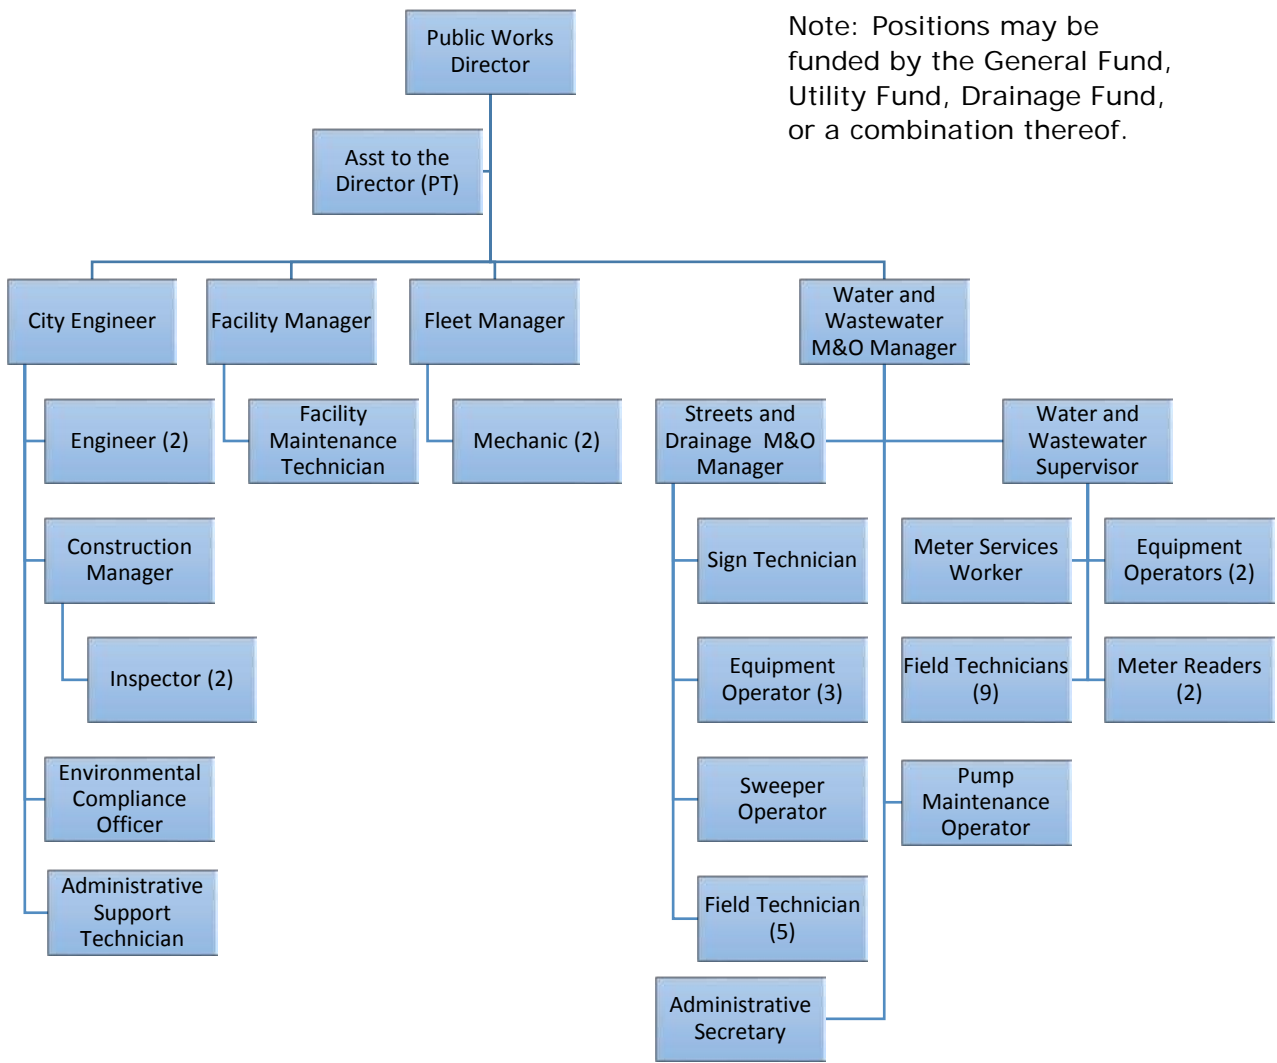 Public Works
Director
Note: Positions may be
funded by the General Fund,
Utility Fund, Drainage Fund,
or a combination thereof.
Asst to the
Director (PT)
City Engineer
Facility Manager
Fleet Manager
Water and
Wastewater
M&O Manager
Engineer (2)
Facility
Maintenance
Technician
Mechanic (2)
Streets and
Drainage M&O
Manager
Water and
Wastewater
Supervisor
Construction
Manager
Sign Technician
Meter Services
Worker
Equipment
Operators (2)
Inspector (2)
Equipment
Operator (3)
Field Technicians
(9)
Meter Readers
(2)
Environmental
Compliance
Officer
Sweeper
Operator
Pump
Maintenance
Operator
Administrative
Support
Technician
Field Technician
(5)
Administrative
Secretary